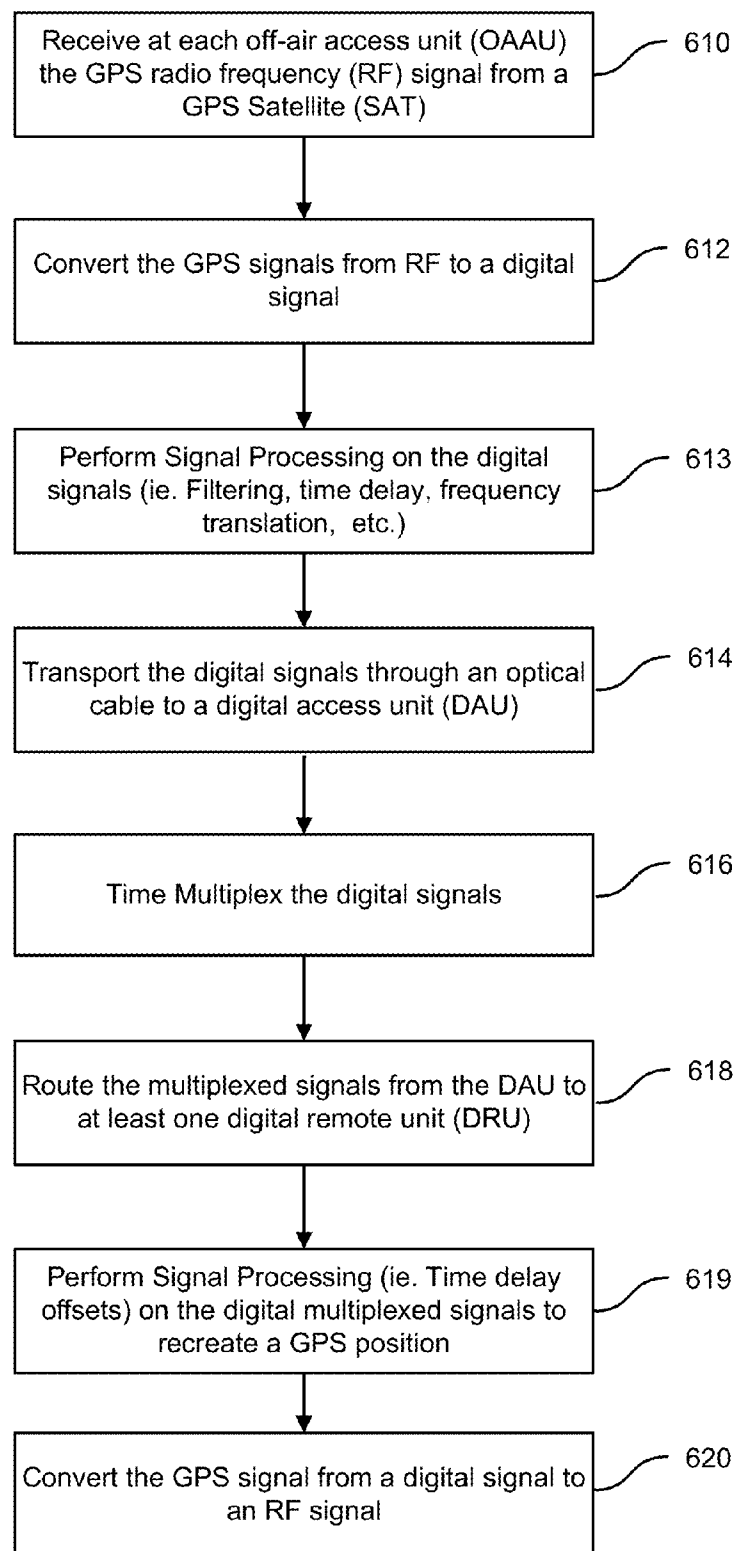 Receive at each off-air access unit (OAAU)
the GPS radio frequency (RF) signal from a
GPS Satellite (SAT)
610
Convert the GPS signals from RF to a digital
signal
612
Perform Signal Processing on the digital
signals (ie. Filtering, time delay, frequency
translation, etc.)
613
Transport the digital signals through an optical
cable to a digital access unit (DAU)
614
Time Multiplex the digital signals
616
Route the multiplexed signals from the DAU to
at least one digital remote unit (DRU)
618
Perform Signal Processing (ie. Time delay
offsets) on the digital multiplexed signals to
recreate a GPS position
619
Convert the GPS signal from a digital signal to
an RF signal
620